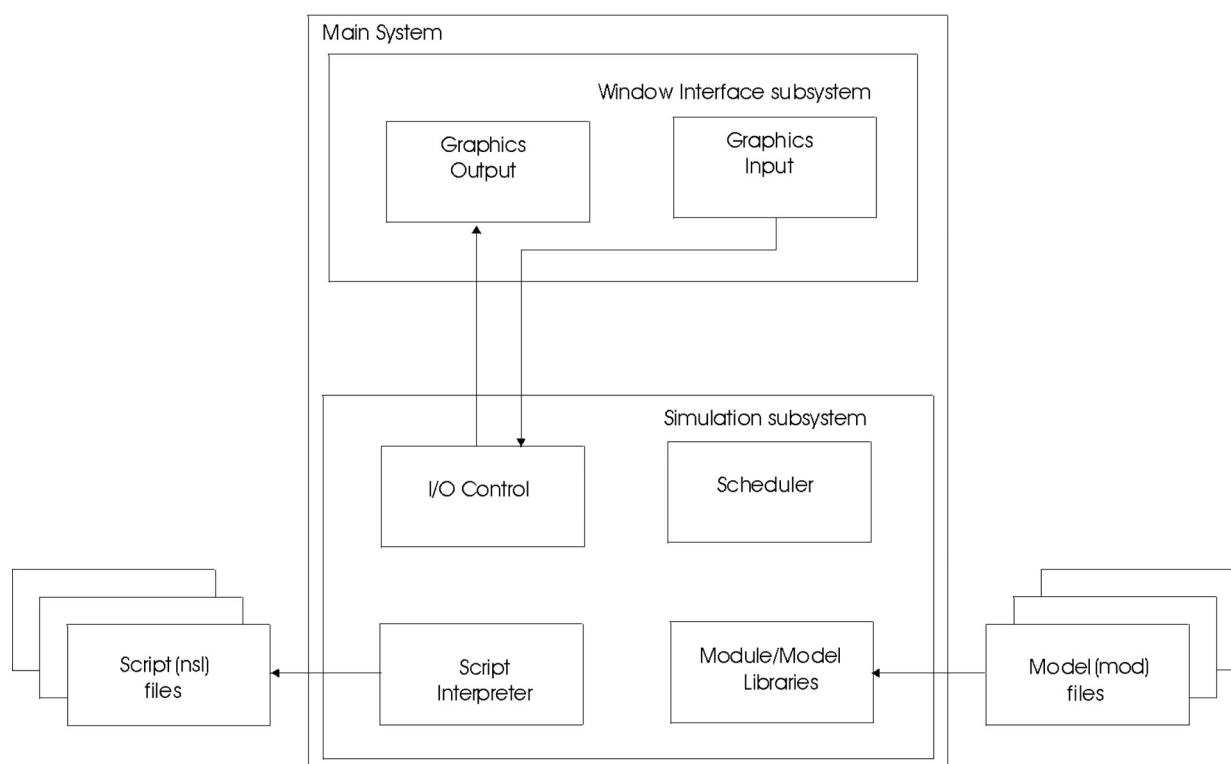 Main System
Window Interface subsystem
Graphics
Output
Graphics
Input
Simulation subsystem
I/O Control
Scheduler
Script(nsl)
files
Script
Interpreter
Module/Model
Libraries
Model(mod)
files